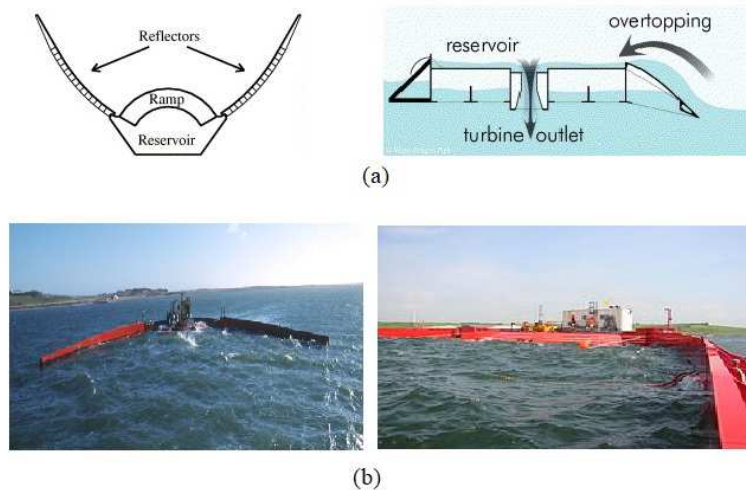 Reflectors
Ramp
Reservoir
overtopping
reservoir
turbine outlet
(a)
(b)